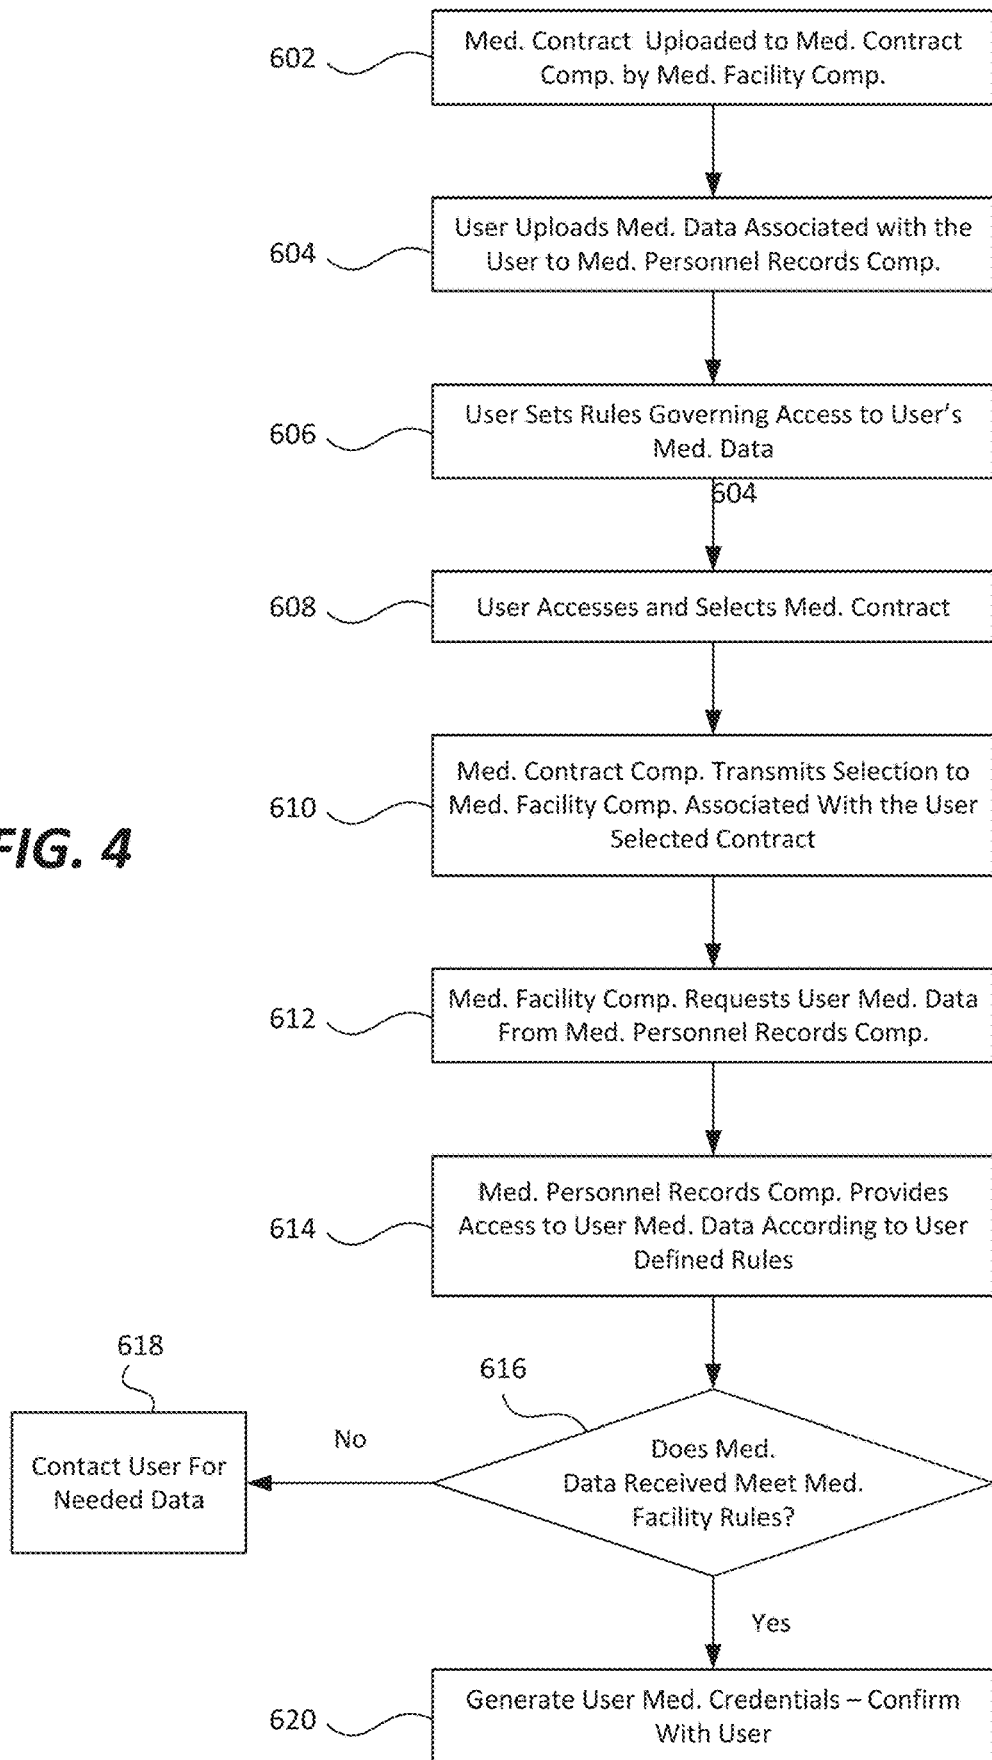 602
Med. Contract Uploaded to Med. Contract
Comp. by Med. Facility Comp.
604
User Uploads Med. Data Associated with the
User to Med. Personnel Records Comp.
606
User Sets Rules Governing Access to User's
Med. Data
604
608
User Accesses and Selects Med. Contract
610
Med. Contract Comp. Transmits Selection to
Med. Facility Comp. Associated With the User
Selected Contract
FIG. 4
612
Med. Facility Comp. Requests User Med. Data
From Med. Personnel Records Comp.
614
Med. Personnel Records Comp. Provides
Access to User Med. Data According to User
Defined Rules
618
616
No
Contact User For
Needed Data
Does Med.
Data Received Meet Med.
Facility Rules?
Yes
620
Generate User Med. Credentials – Confirm
With User